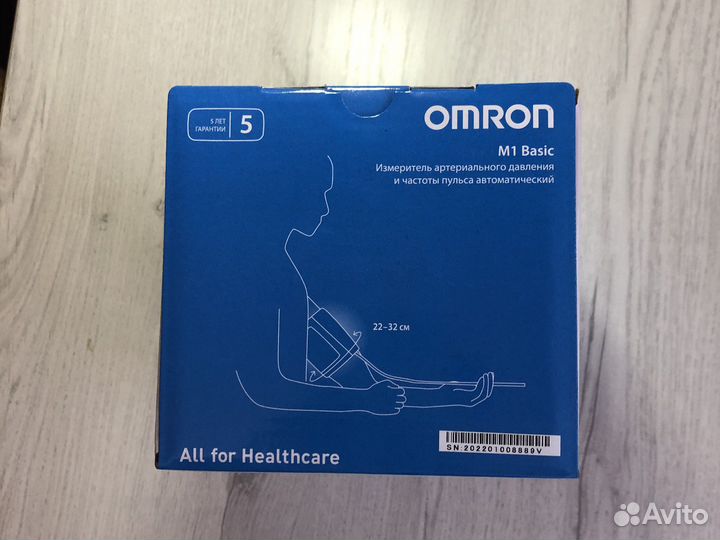 5 ЛЕТ
ГАРАНТИИ
5
OMRON
M1 Basic
Измеритель артериального давления
и частоты пульса автоматический
22–32 см
SN:202201008889V
All for Healthcare
Avito